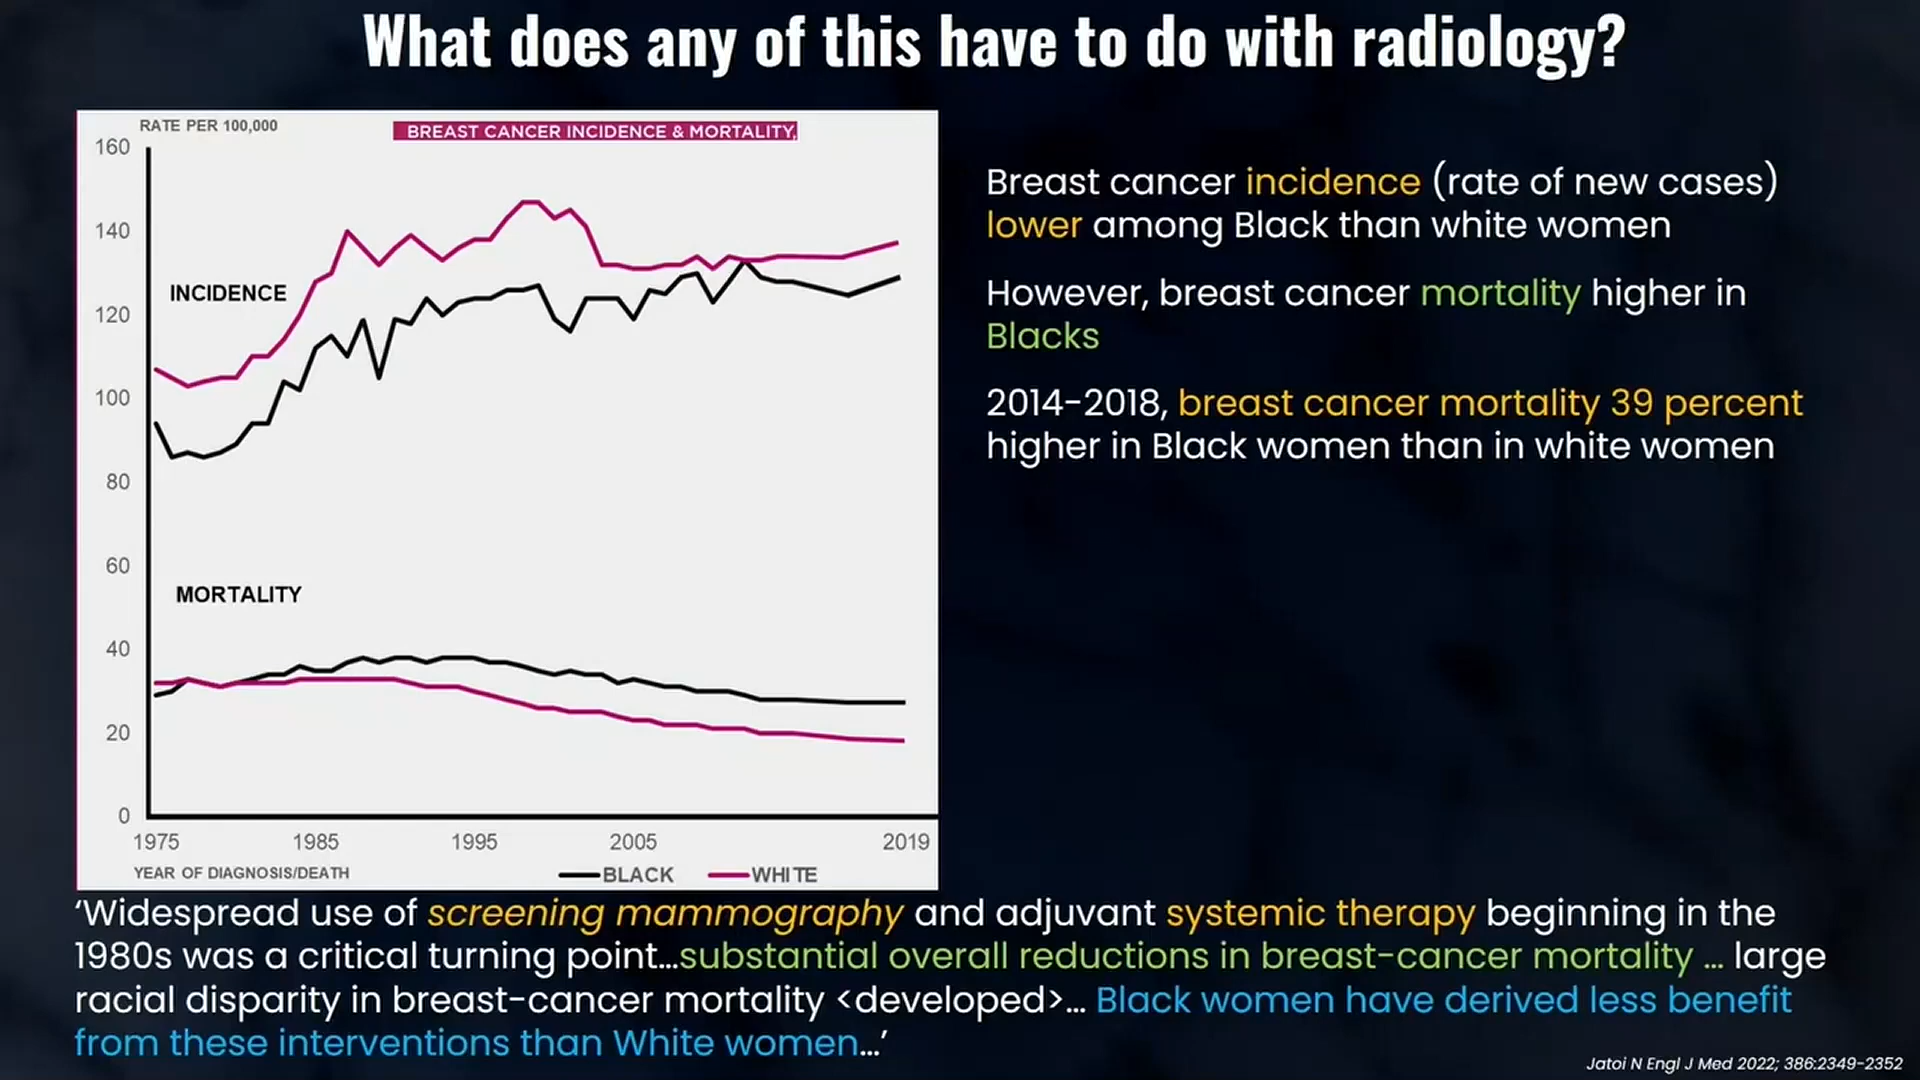 What does any of this have to do with radiology?
RATE PER 100,000
BREAST CANCER INCIDENCE & MORTALITY,
160
140
120
100
80
60
40
20
0
INCIDENCE
MORTALITY
1975 1985 1995 2005 2019
YEAR OF DIAGNOSIS/DEATH
BLACK WHITE
Breast cancer incidence (rate of new cases)
lower among Black than white women
However, breast cancer mortality higher in
Blacks
2014-2018, breast cancer mortality 39 percent
higher in Black women than in white women
‘Widespread use of screening mammography and adjuvant systemic therapy beginning in the
1980s was a critical turning point…substantial overall reductions in breast-cancer mortality … large
racial disparity in breast-cancer mortality <developed>… Black women have derived less benefit
from these interventions than White women…’
Jatoi N Engl J Med 2022; 386:2349-2352